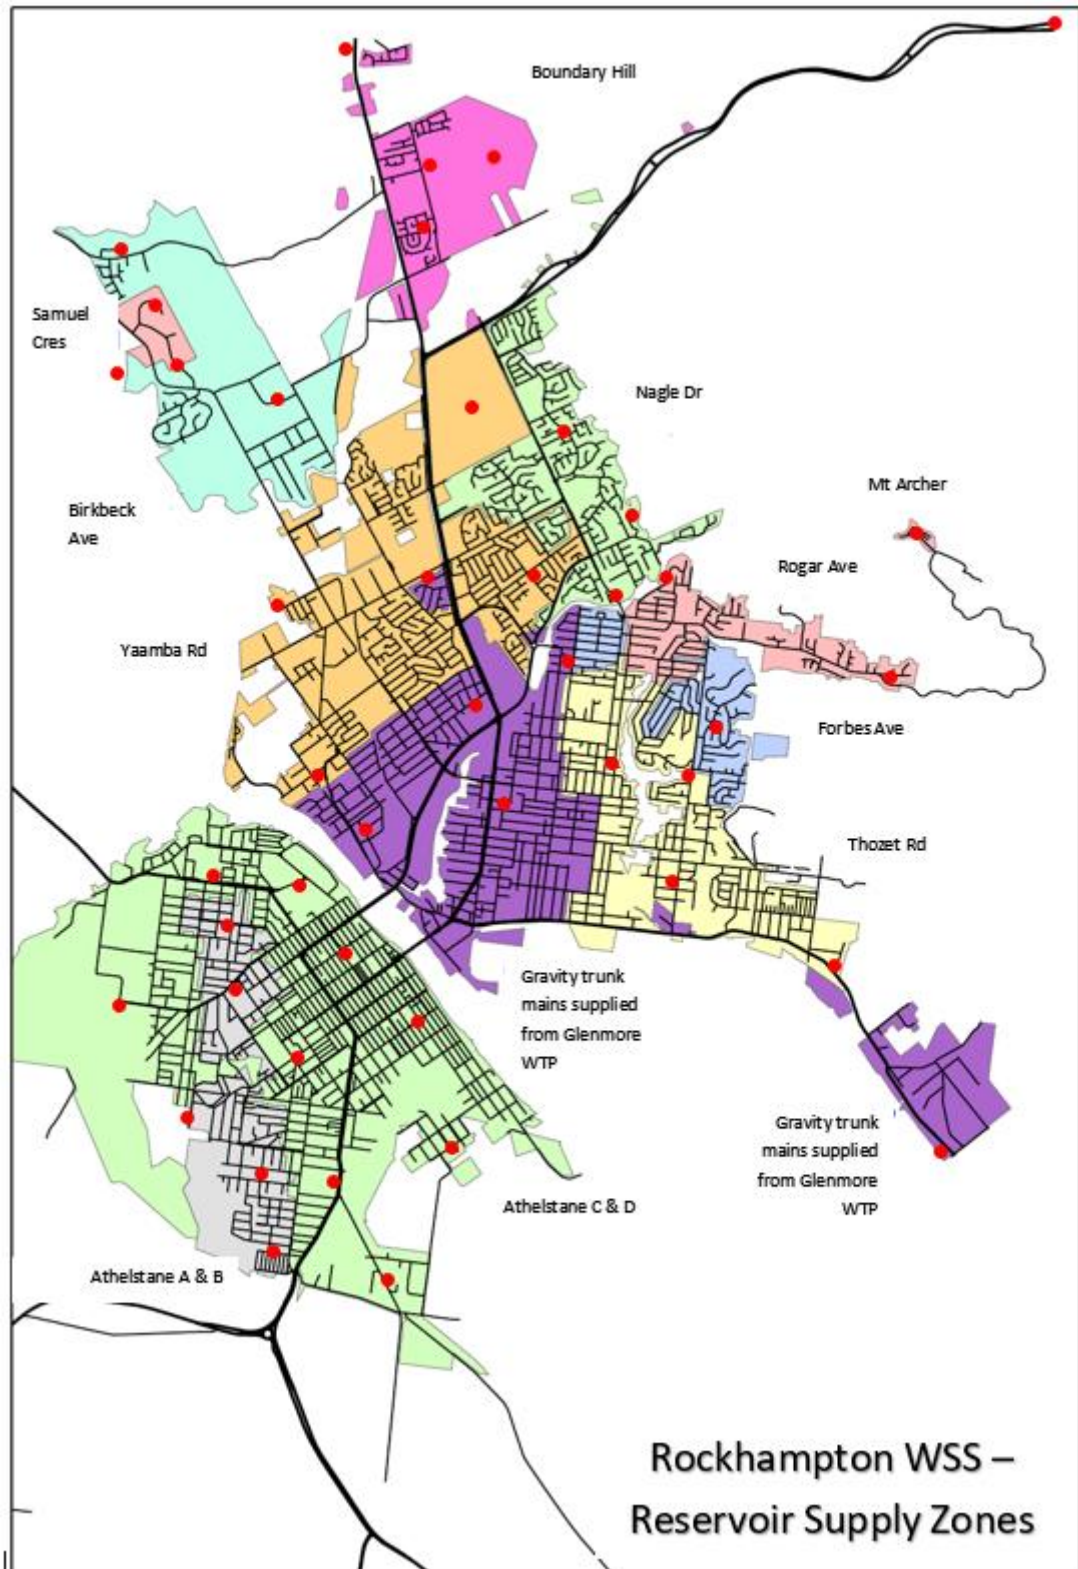 Boundary Hill
Samuel
Cres
Nagle Dr
Mt Archer
Birkbeck
Ave
Rogar Ave
Yaamba Rd
Forbes Ave
Thozet Rd
Gravity trunk
mains supplied
from Glenmore
WTP
Gravity trunk
mains supplied
from Glenmore
WTP
Athelstane C & D
Athelstane A & B
Rockhampton WSS –
Reservoir Supply Zones